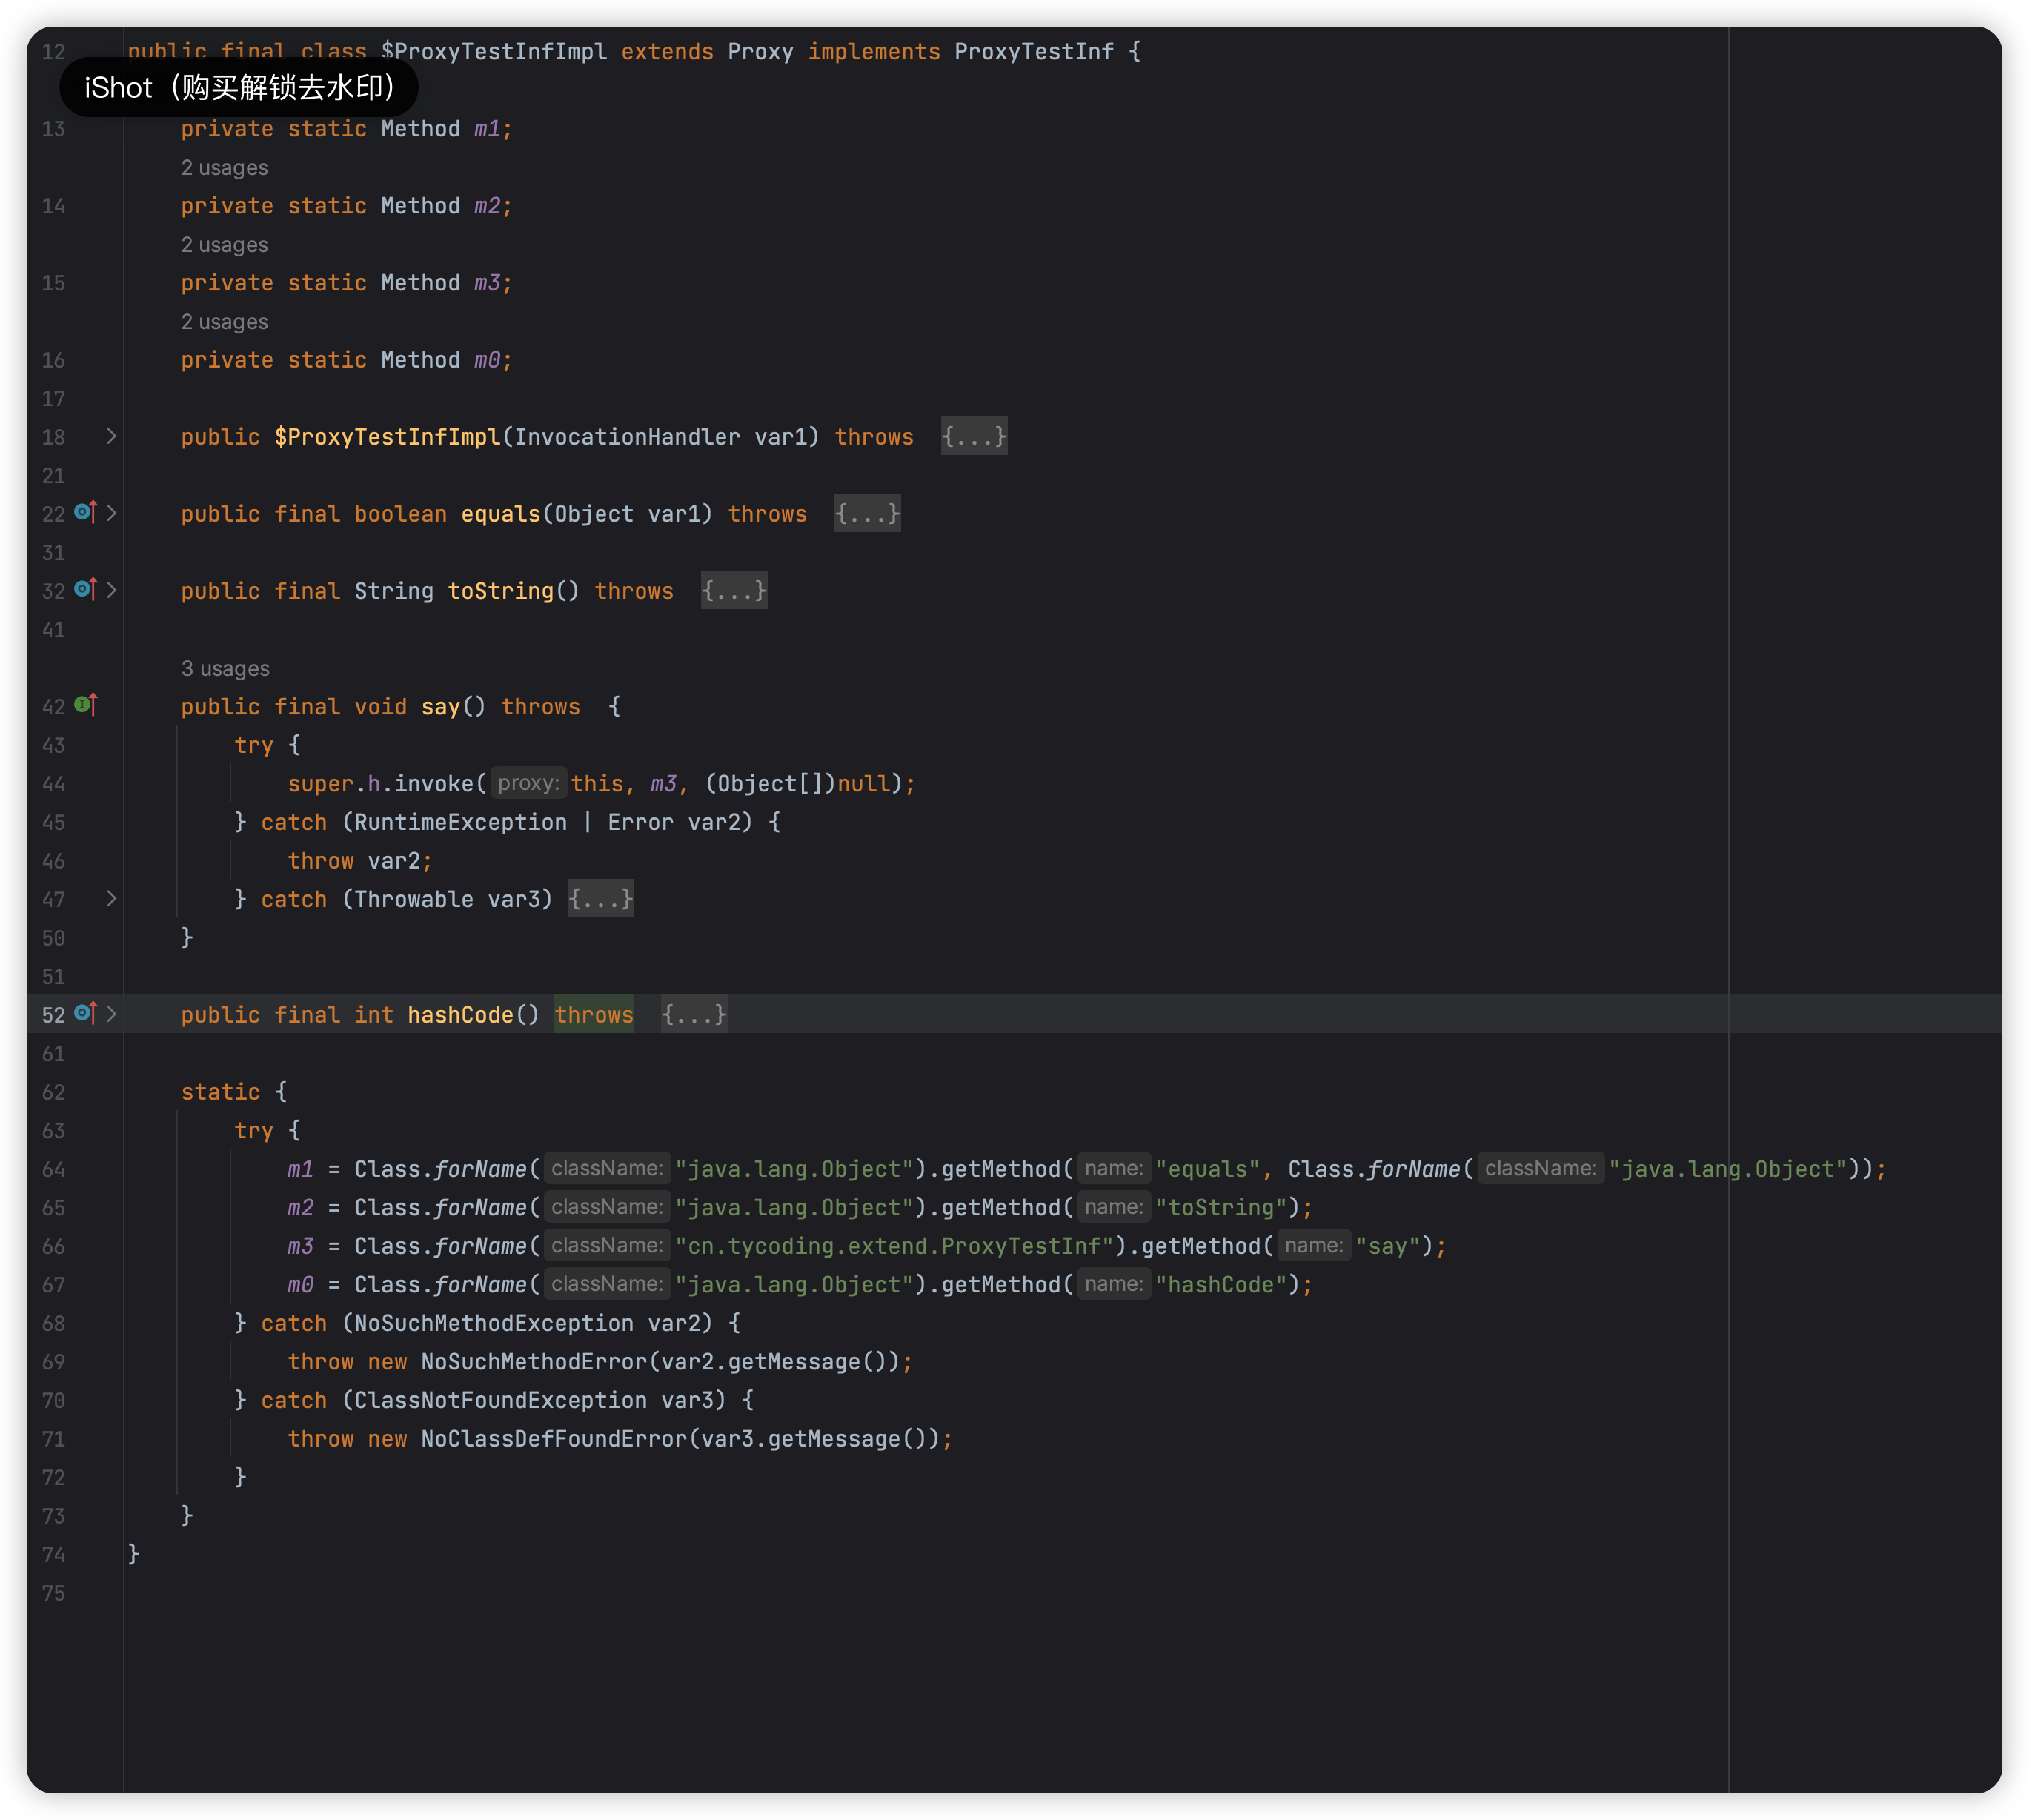 12 public final class $ProxyTestInfImpl extends Proxy implements ProxyTestInf {
iShot（购买解锁去水印）
13 private static Method m1;
2 usages
14 private static Method m2;
2 usages
15 private static Method m3;
2 usages
16 private static Method m0;
17
18 public $ProxyTestInfImpl(InvocationHandler var1) throws {...}
21
22 public final boolean equals(Object var1) throws {...}
31
32 public final String toString() throws {...}
41
3 usages
42 public final void say() throws {
43 try {
44 super.h.invoke( proxy: this, m3, (Object[])null);
45 } catch (RuntimeException | Error var2) {
46 throw var2;
47 } catch (Throwable var3) {...}
50 }
51
52 public final int hashCode() throws {...}
61
62 static {
63 try {
64 m1 = Class.forName( className: "java.lang.Object").getMethod( name: "equals", Class.forName( className: "java.lang.Object"));
65 m2 = Class.forName( className: "java.lang.Object").getMethod( name: "toString");
66 m3 = Class.forName( className: "cn.tycoding.extend.ProxyTestInf").getMethod( name: "say");
67 m0 = Class.forName( className: "java.lang.Object").getMethod( name: "hashCode");
68 } catch (NoSuchMethodException var2) {
69 throw new NoSuchMethodError(var2.getMessage());
70 } catch (ClassNotFoundException var3) {
71 throw new NoClassDefFoundError(var3.getMessage());
72 }
73 }
74 }
75